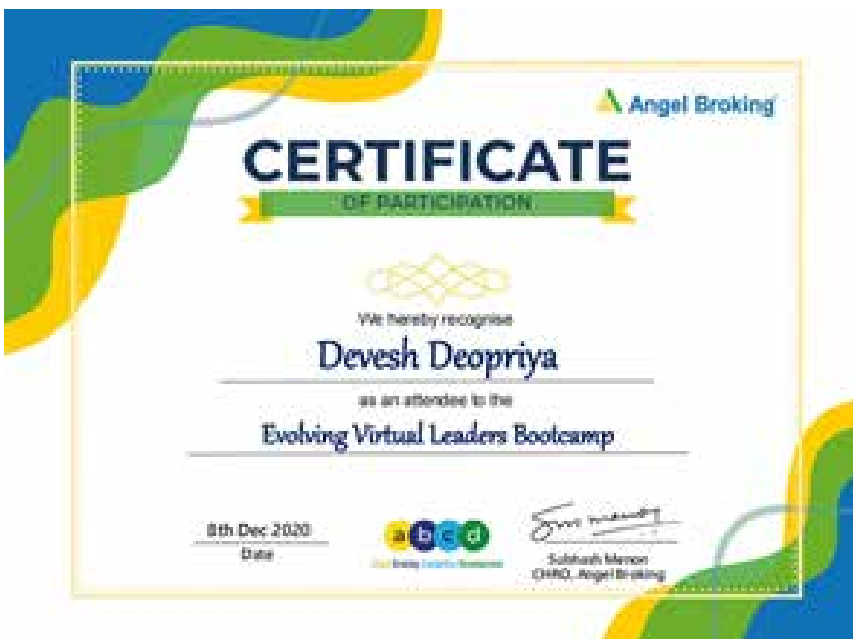 Angel Broking
CERTIFICATE
OF PARTICIPATION
We hereby recognise
Devesh Deopriya
as an attendee to the
Evolving Virtual Leaders Bootcamp
8th Dec 2020
Date
abcd
Subhash Menon
CHRO, Angel Broking